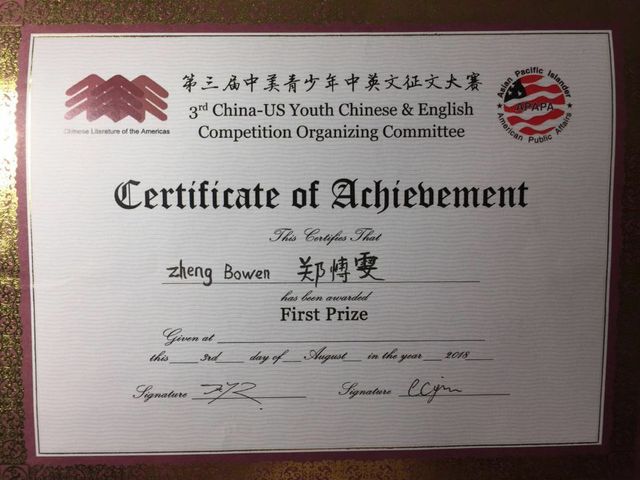 第三届中美青少年中英文征文大赛
3rd China-US Youth Chinese & English
Competition Organizing Committee
Chinese Literature of the Americas
Asian Pacific Islander
APAPA
American Public Affairs
Certificate of Achievement
This Certifies That
Zheng Bowen 郑博雯
has been awarded
First Prize
Given at
this 3rd day of August in the year 2018
Signature Signature